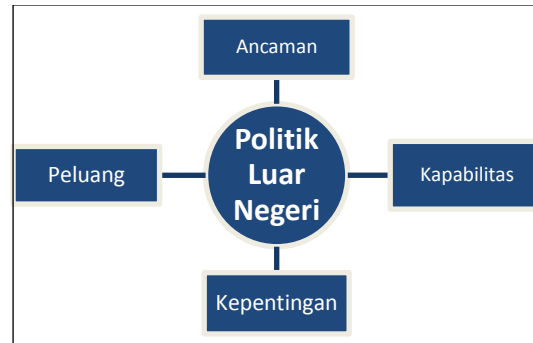 Ancaman
Politik
Luar
Negeri
Peluang
Kapabilitas
Kepentingan